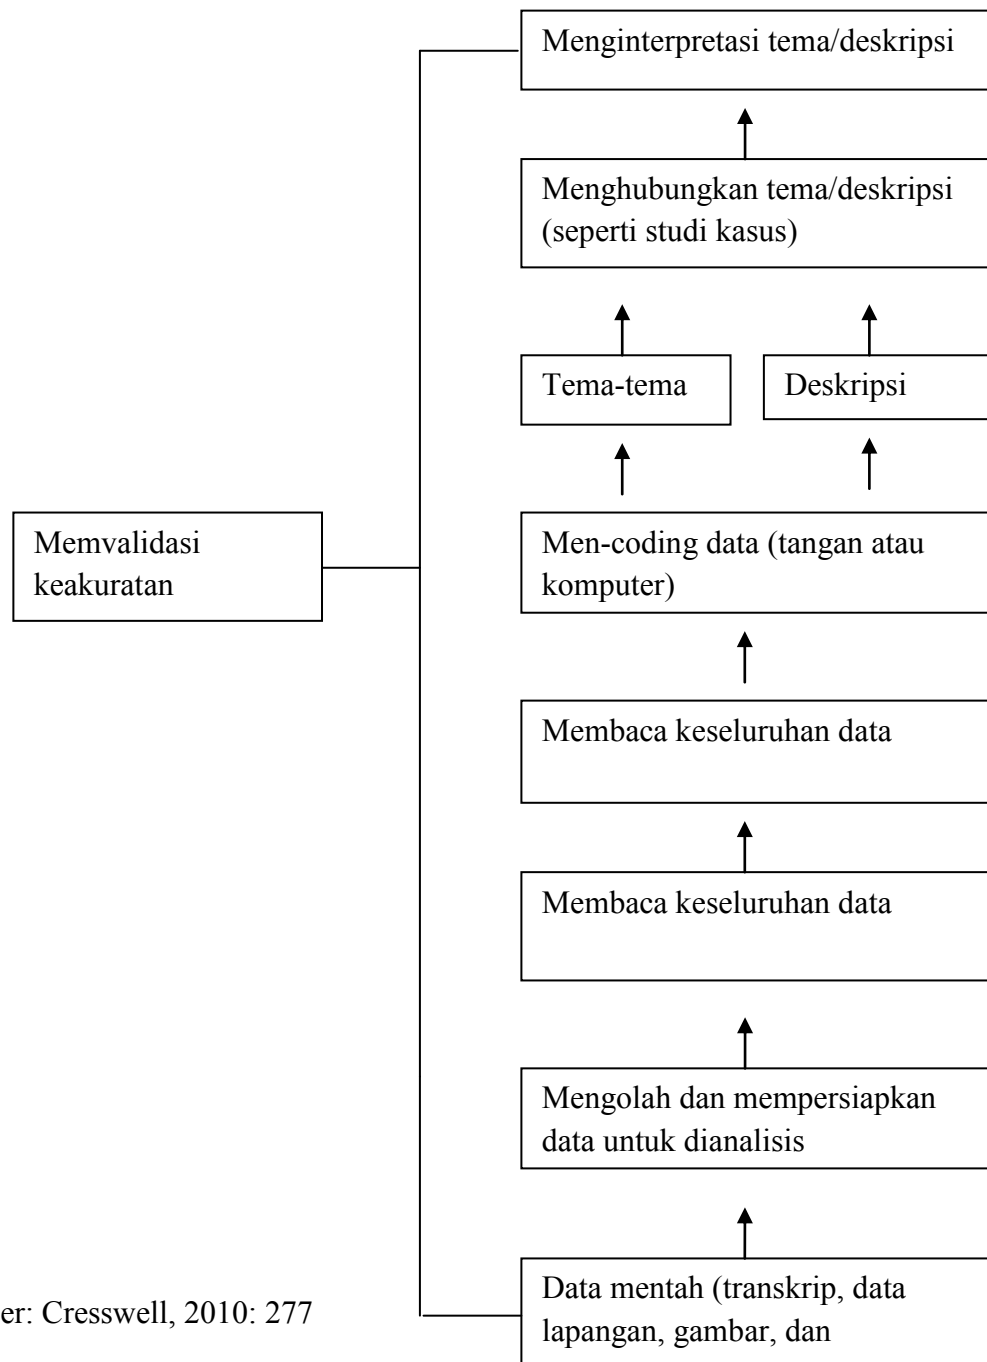 Menginterpretasi tema/deskripsi
Menghubungkan tema/deskripsi
(seperti studi kasus)
Tema-tema
Deskripsi
Memvalidasi
keakuratan
Men-coding data (tangan atau
komputer)
Membaca keseluruhan data
Membaca keseluruhan data
Mengolah dan mempersiapkan
data untuk dianalisis
Data mentah (transkrip, data
lapangan, gambar, dan
er: Cresswell, 2010: 277